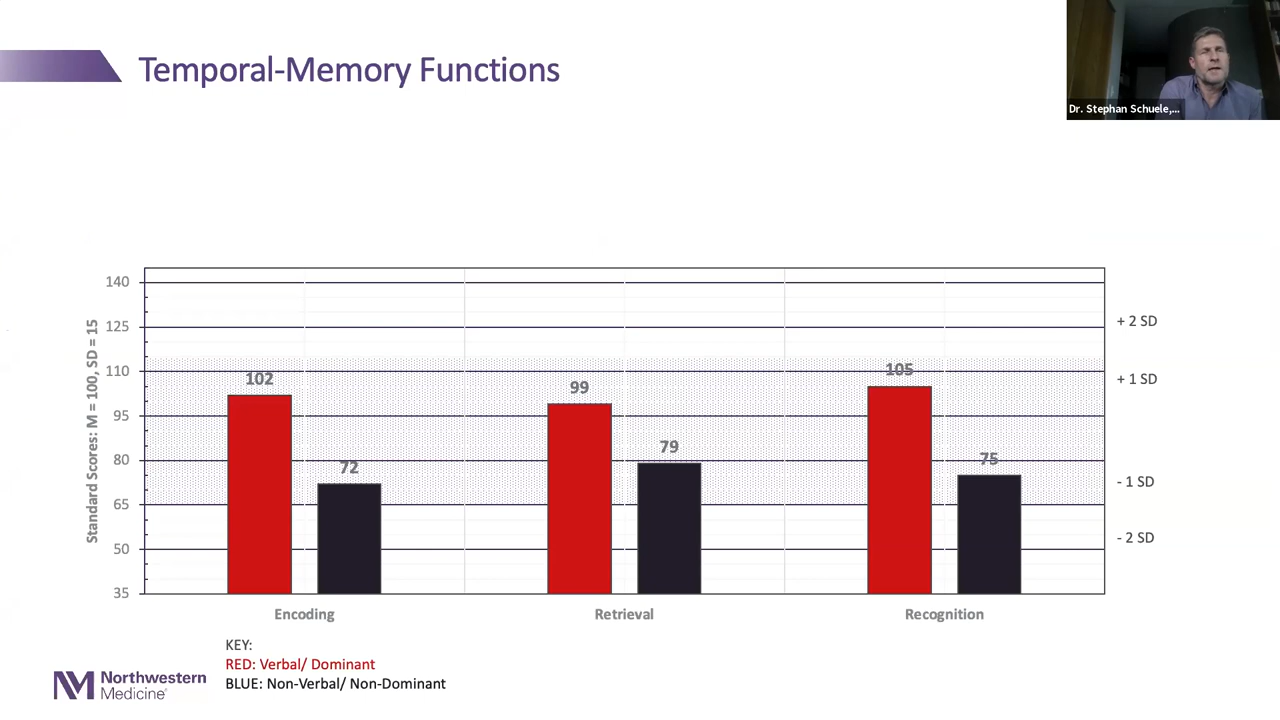 Temporal-Memory Functions
Dr. Stephan Schuele,...
Standard Scores: M = 100, SD = 15
140
125
110
95
80
65
50
35
102
72
99
79
105
75
+ 2 SD
+ 1 SD
- 1 SD
- 2 SD
Encoding
Retrieval
Recognition
KEY:
RED: Verbal/ Dominant
BLUE: Non-Verbal/ Non-Dominant
NM
Northwestern
Medicine®